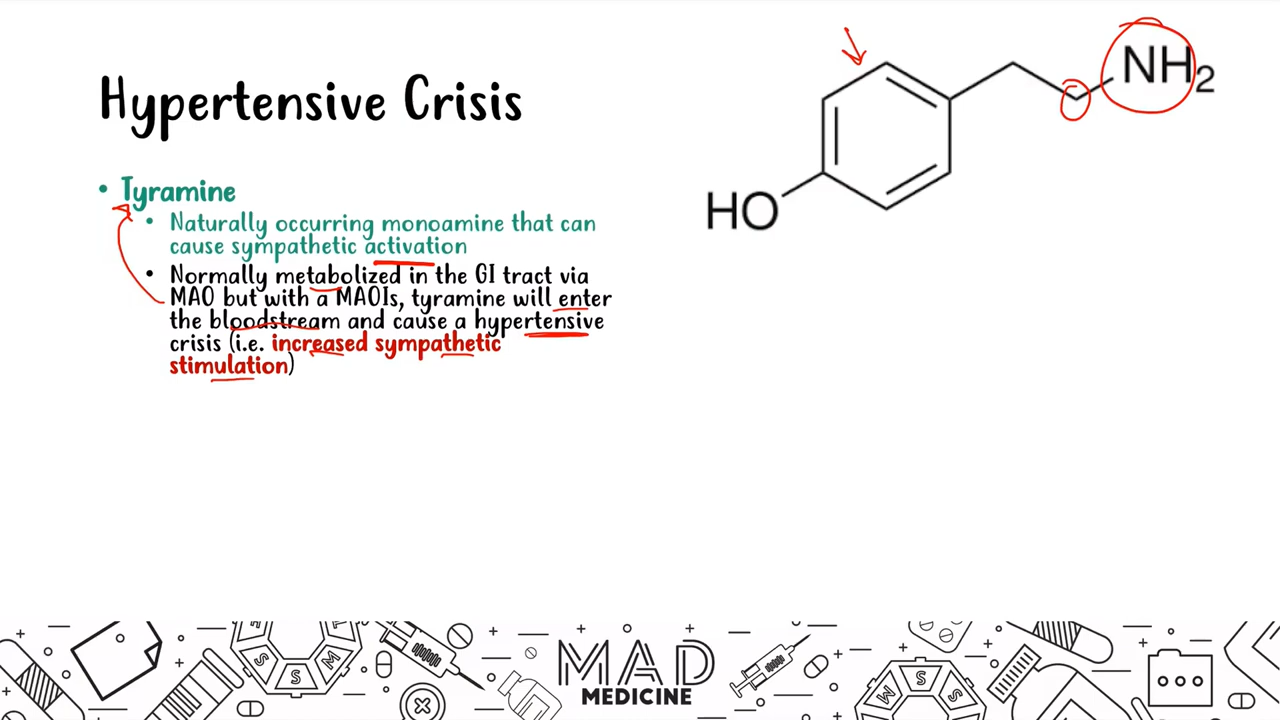 Hypertensive Crisis
NH2
HO
• Tyramine
• Naturally occurring monoamine that can
cause sympathetic activation
• Normally metabolized in the GI tract via
MAO but with a MAOIs, tyramine will enter
the bloodstream and cause a hypertensive
crisis (i.e. increased sympathetic
stimulation)
S S M
M S S
MAD
MEDICINE